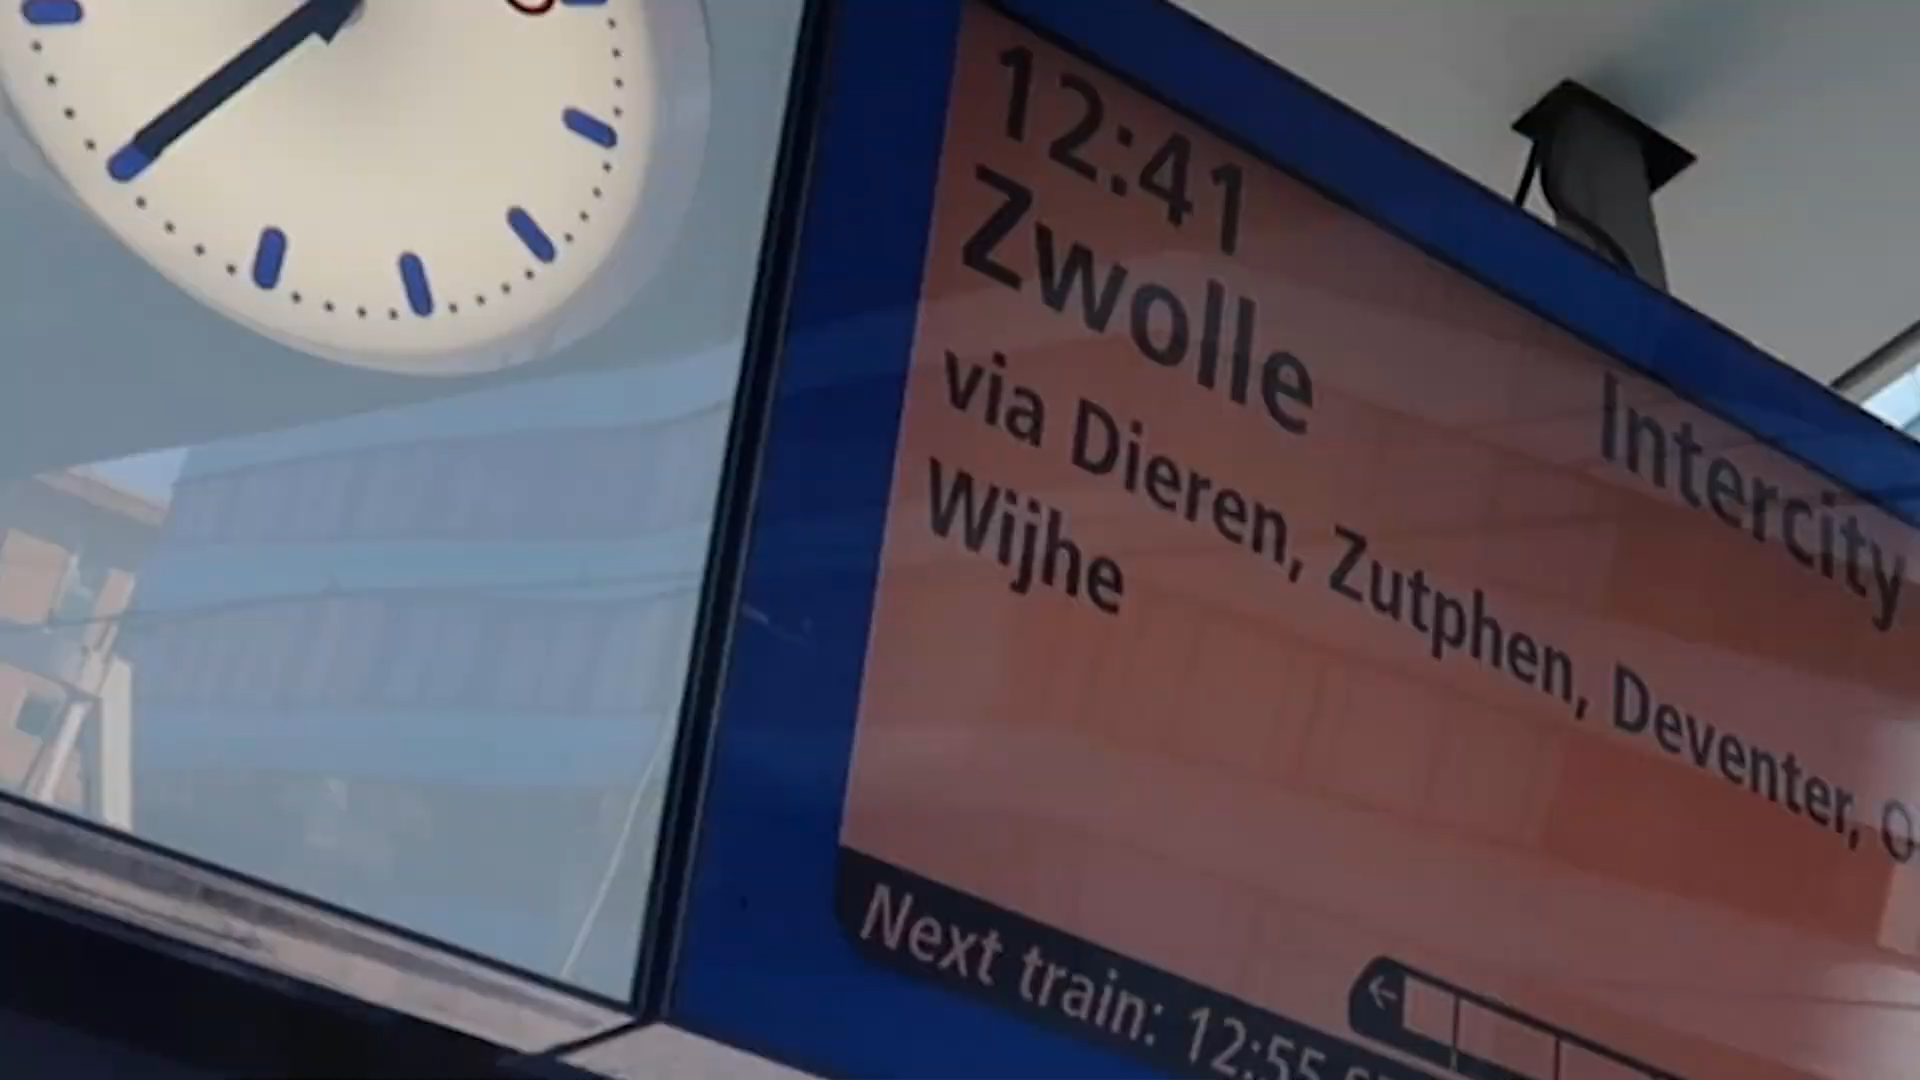 12:41
Zwolle
Intercity
via Dieren, Zutphen, Deventer,
Wijhe
Next train: 12:55